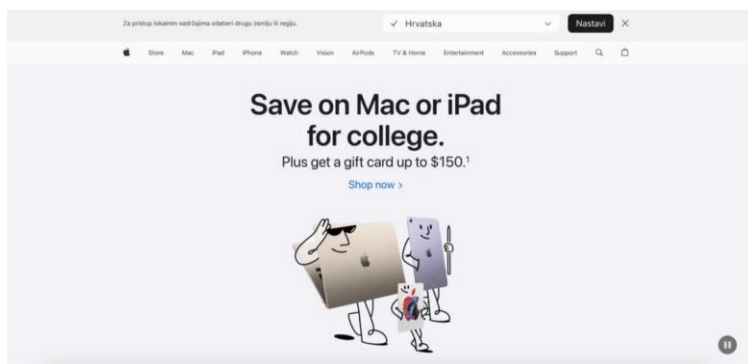 Za pristup lokalnim sadržajima odaberi drugu zemlju ili regiju.
Hrvatska
Nastavi
Store Mac iPad iPhone Watch Vision AirPods TV & Home Entertainment Accessories Support
Save on Mac or iPad
for college.
Plus get a gift card up to $150.¹
Shop now >